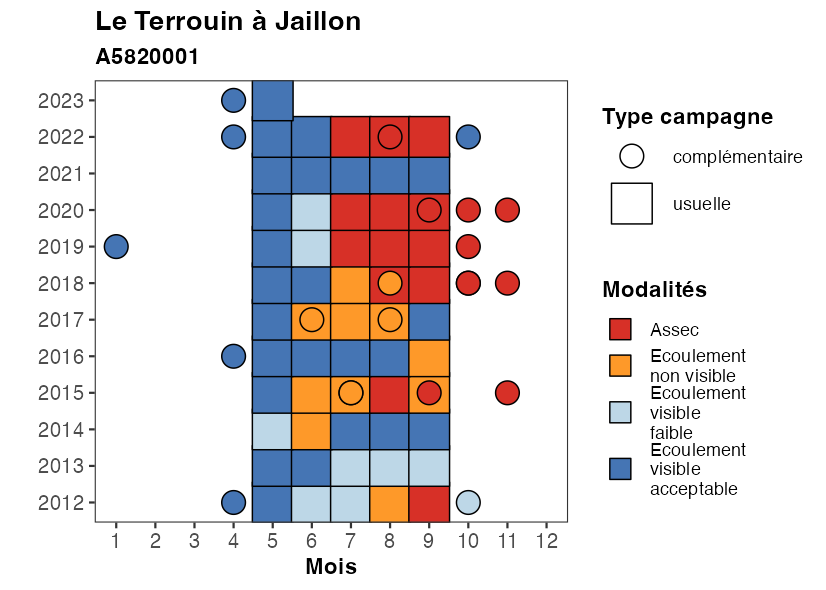 Le Terrouin à Jaillon
A5820001
2023
2022
2021
2020
2019
2018
2017
2016
2015
2014
2013
2012
1 2 3 4 5 6 7 8 9 10 11 12
Mois
Type campagne
complémentaire
usuelle
Modalités
Assec
Ecoulement
non visible
Ecoulement
visible
faible
Ecoulement
visible
acceptable